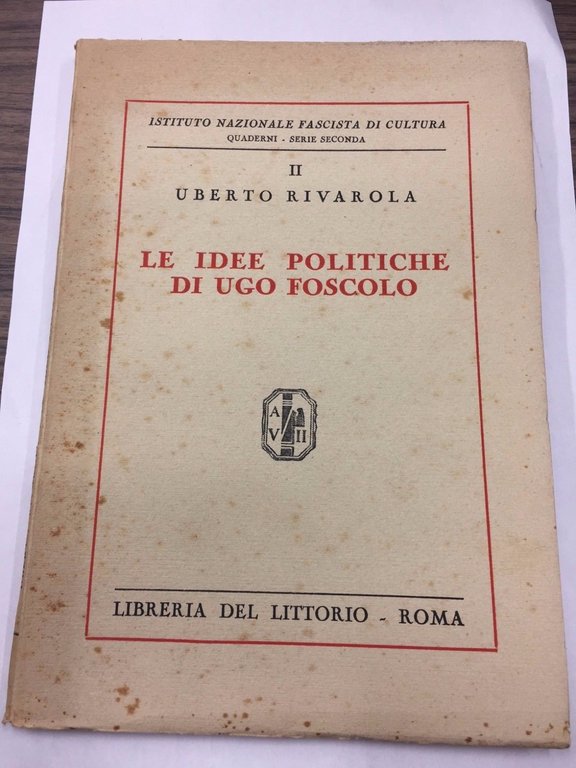 ISTITUTO NAZIONALE FASCISTA DI CULTURA
QUADERNI - SERIE SECONDA
II
UBERTO RIVAROLA
LE IDEE POLITICHE
DI UGO FOSCOLO
A
V II
LIBRERIA DEL LITTORIO - ROMA